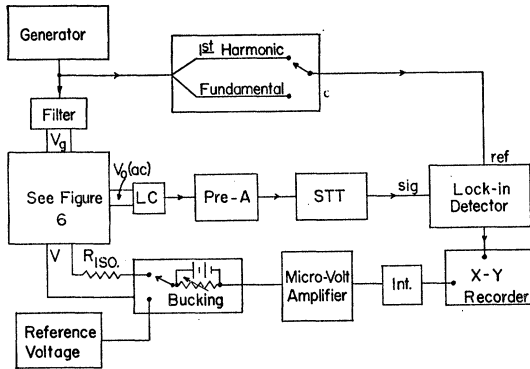 Generator
1st Harmonic
Fundamental
c
Filter
Vg
ref
See Figure
6
Vo(ac)
LC
Pre-A
STT
sig
Lock-in
Detector
V
RISO.
Bucking
Micro-Volt
Amplifier
Int.
X-Y
Recorder
Reference
Voltage